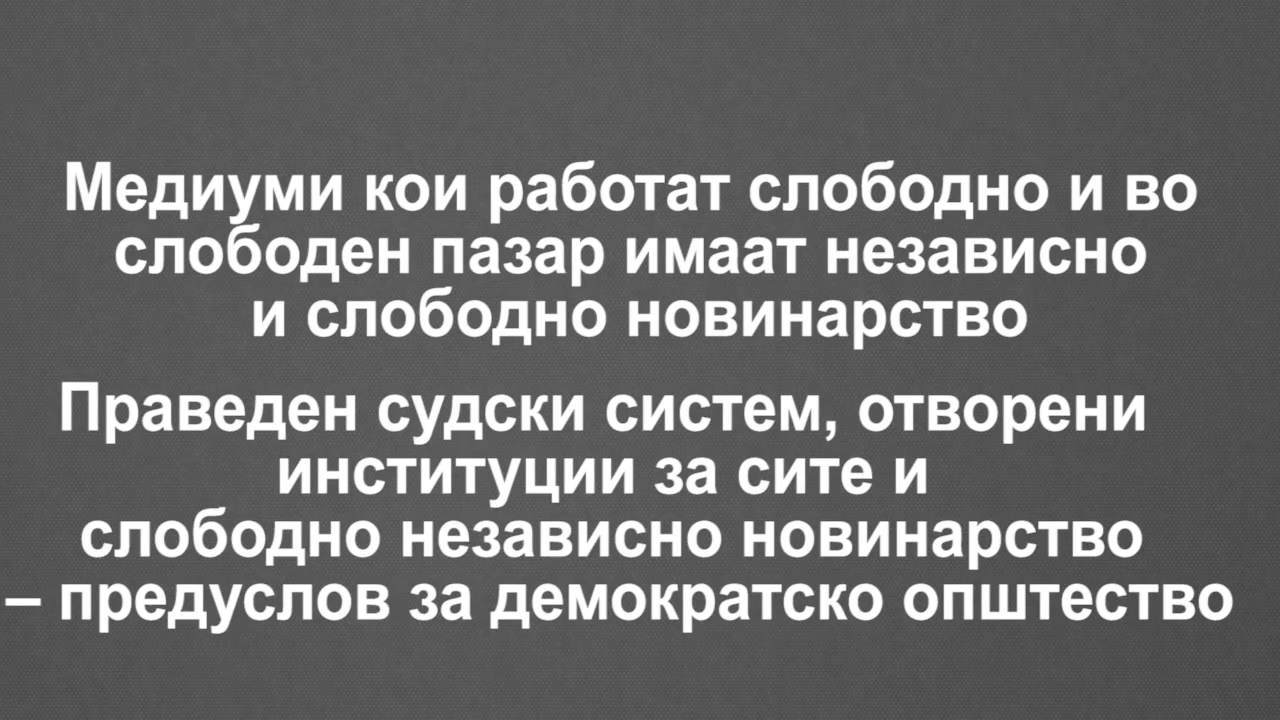 Медиуми кои работат слободно и во
слободен пазар имаат независно
и слободно новинарство
Праведен судски систем, отворени
институции за сите и
слободно независно новинарство
– предуслов за демократско општество